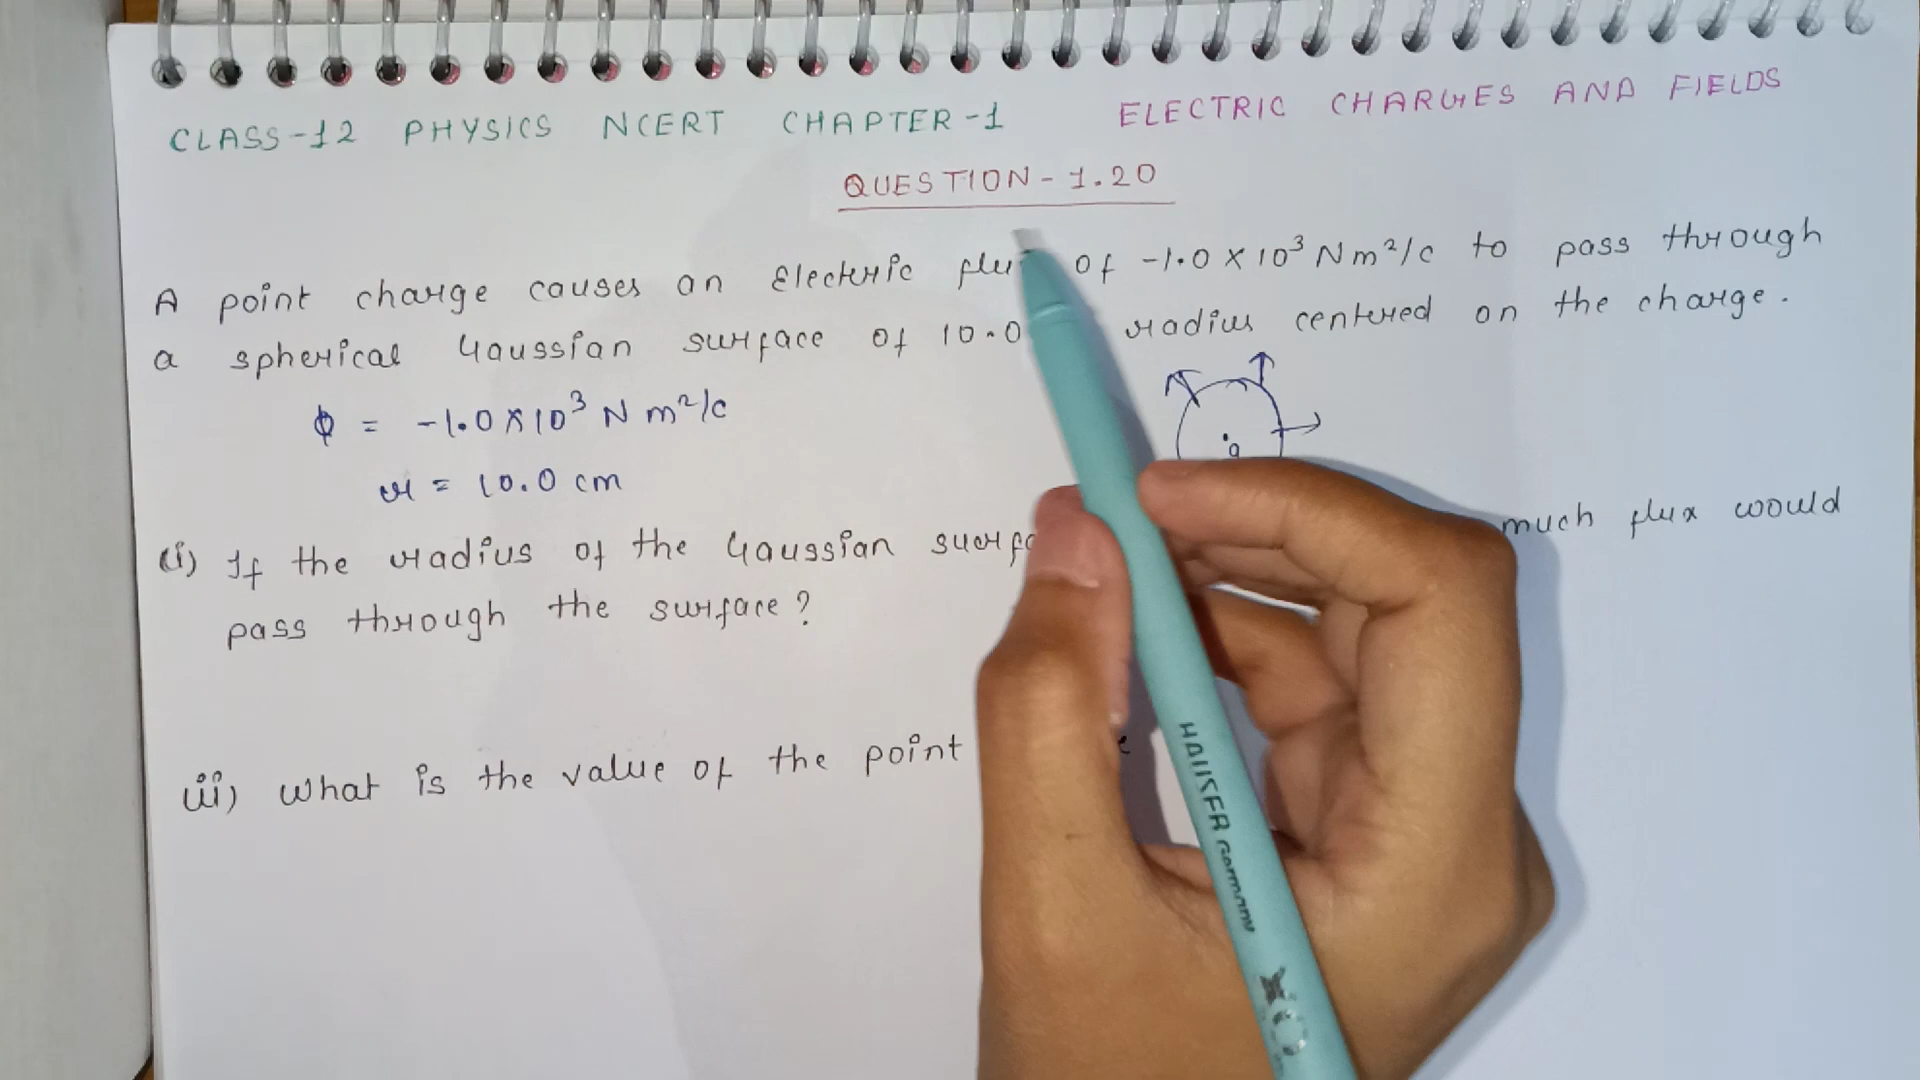 CLASS-12 PHYSICS NCERT CHAPTER-1 ELECTRIC CHARGES AND FIELDS
QUESTION-1.20
A point charge causes an Electric of -1.0 × 10³ Nm²/c to pass through
a spherical Gaussian surface of 10.0 radius centered on the charge.
Φ = -1.0×10³ N m²/c
r = 10.0 cm
q
(i) If the radius of the Gaussian much flux would
pass through the surface?
(ii) What is the value of the point
HAUSER Germany
XO